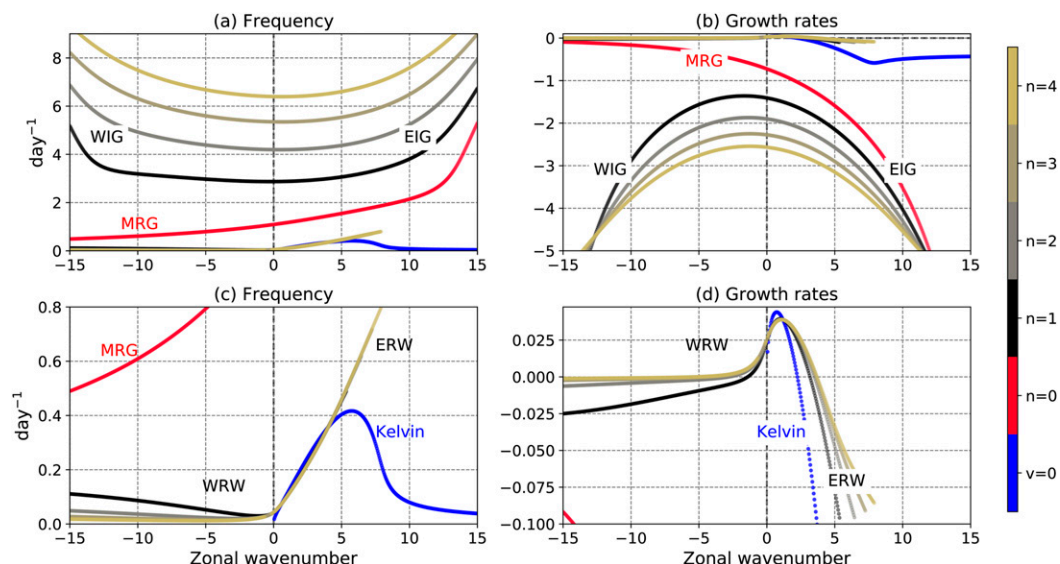 (a) Frequency
(b) Growth rates
day⁻¹
8
6
4
2
0
WIG
EIG
MRG
−15 −10 −5 0 5 10 15
0
−1
−2
−3
−4
−5
MRG
WIG
EIG
−15 −10 −5 0 5 10 15
(c) Frequency
(d) Growth rates
day⁻¹
0.8
0.6
0.4
0.2
0.0
MRG
ERW
Kelvin
WRW
−15 −10 −5 0 5 10 15
Zonal wavenumber
0.025
0.000
−0.025
−0.050
−0.075
−0.100
WRW
Kelvin
ERW
−15 −10 −5 0 5 10 15
Zonal wavenumber
n=4
n=3
n=2
n=1
n=0
v=0